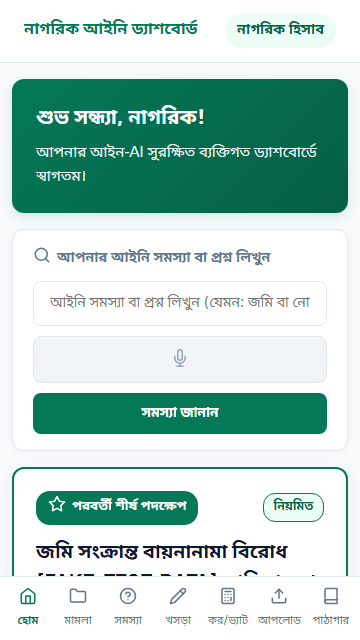 নাগরিক আইনি ড্যাশবোর্ড
নাগরিক হিসাব
শুভ সন্ধ্যা, নাগরিক!
আপনার আইন-AI সুরক্ষিত ব্যক্তিগত ড্যাশবোর্ডে
স্বাগতম।
আপনার আইনি সমস্যা বা প্রশ্ন লিখুন
আইনি সমস্যা বা প্রশ্ন লিখুন (যেমন: জমি বা নো
সমস্যা জানান
পরবর্তী শীর্ষ পদক্ষেপ
নিয়মিত
জমি সংক্রান্ত বায়নানামা বিরোধ
হোম
মামলা
সমস্যা
খসড়া
কর/ভ্যাট
আপলোড
পাঠাগার